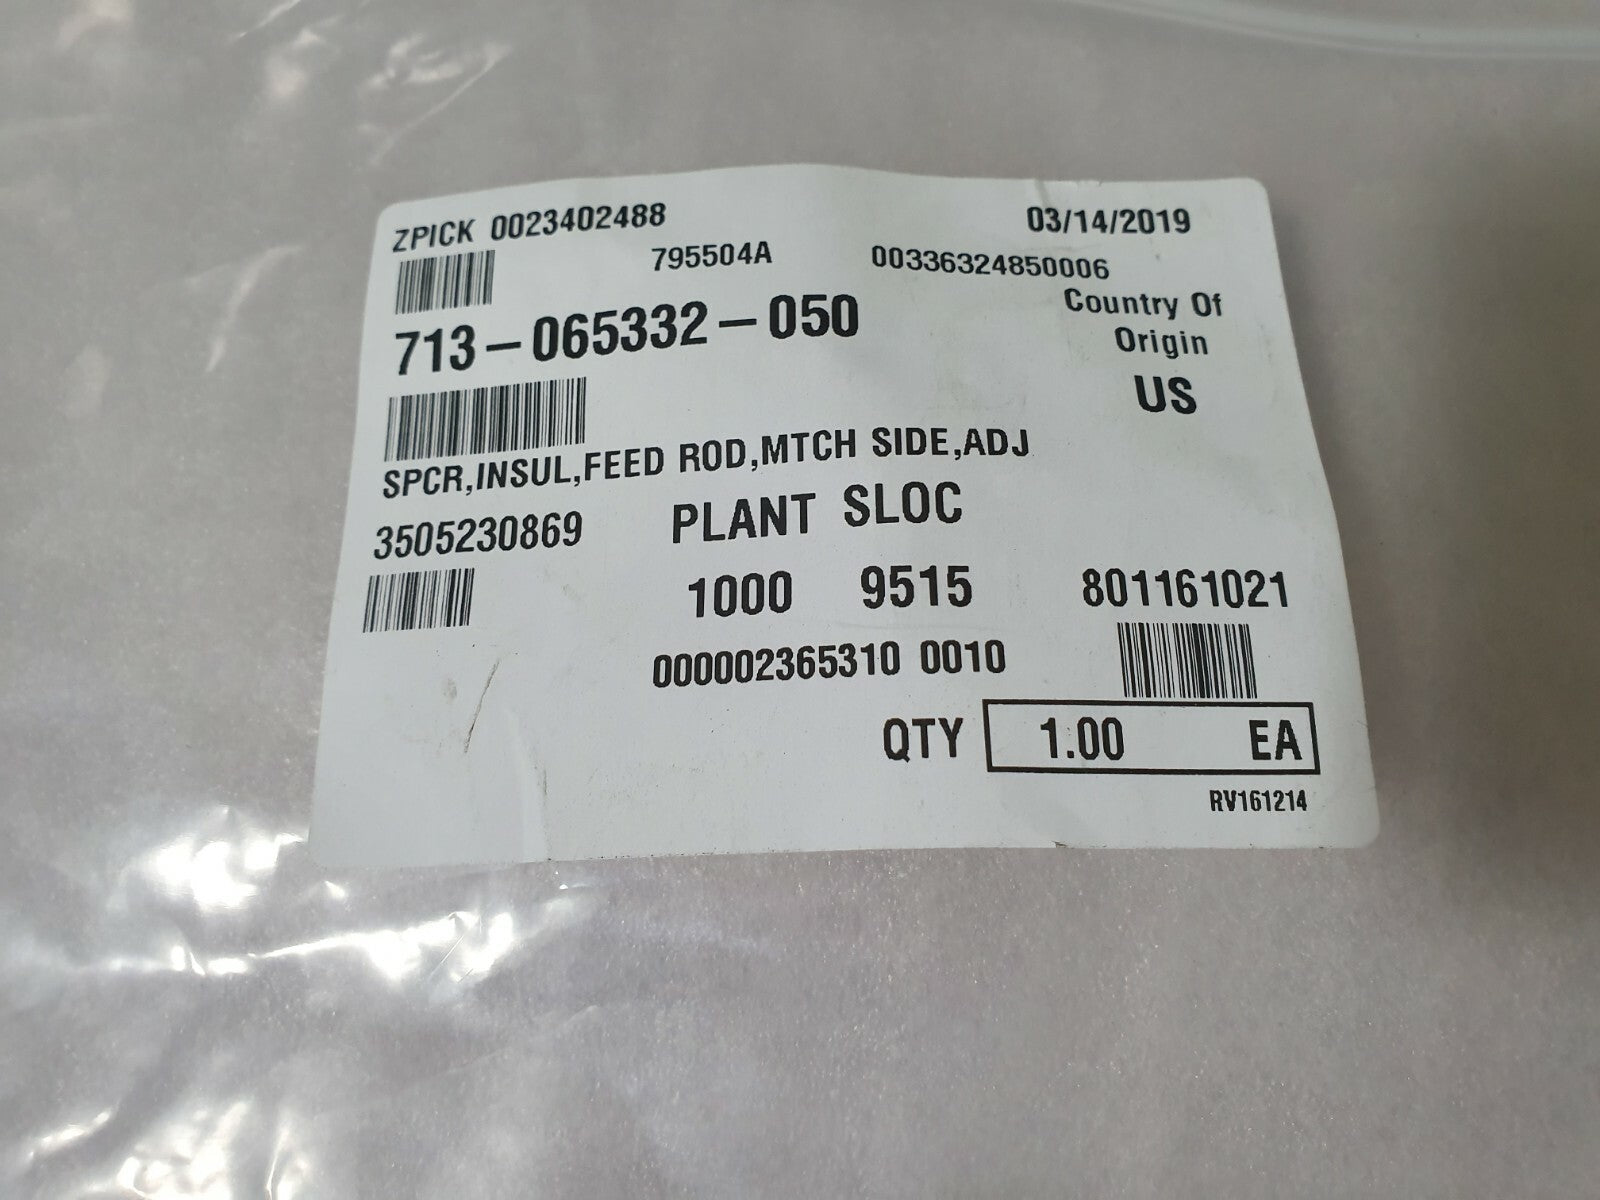 ZPICK 0023402488 03/14/2019
795504A 00336324850006
713-065332-050 Country Of
Origin
US
SPCR,INSUL,FEED ROD,MTCH SIDE,ADJ
3505230869 PLANT SLOC
1000 9515 801161021
000002365310 0010
QTY 1.00 EA
RV161214